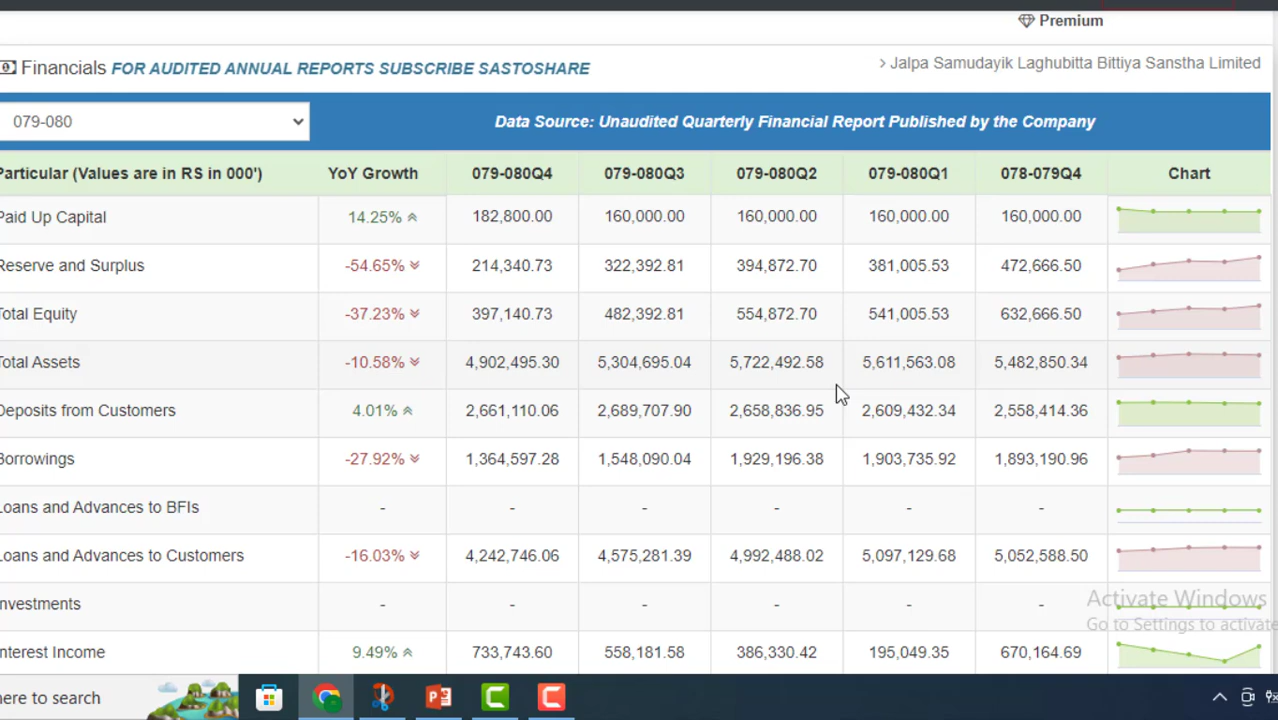 Premium
Financials FOR AUDITED ANNUAL REPORTS SUBSCRIBE SASTOSHARE
> Jalpa Samudayik Laghubitta Bittiya Sanstha Limited
079-080
Data Source: Unaudited Quarterly Financial Report Published by the Company
Particular (Values are in RS in 000') YoY Growth 079-080Q4 079-080Q3 079-080Q2 079-080Q1 078-079Q4 Chart
Paid Up Capital 14.25% 182,800.00 160,000.00 160,000.00 160,000.00 160,000.00
Reserve and Surplus -54.65% 214,340.73 322,392.81 394,872.70 381,005.53 472,666.50
Total Equity -37.23% 397,140.73 482,392.81 554,872.70 541,005.53 632,666.50
Total Assets -10.58% 4,902,495.30 5,304,695.04 5,722,492.58 5,611,563.08 5,482,850.34
Deposits from Customers 4.01% 2,661,110.06 2,689,707.90 2,658,836.95 2,609,432.34 2,558,414.36
Borrowings -27.92% 1,364,597.28 1,548,090.04 1,929,196.38 1,903,735.92 1,893,190.96
Loans and Advances to BFIs - - - - - -
Loans and Advances to Customers -16.03% 4,242,746.06 4,575,281.39 4,992,488.02 5,097,129.68 5,052,588.50
nvestments - - - - - -
nterest Income 9.49% 733,743.60 558,181.58 386,330.42 195,049.35 670,164.69
Activate Windows
Go to Settings to activate
here to search